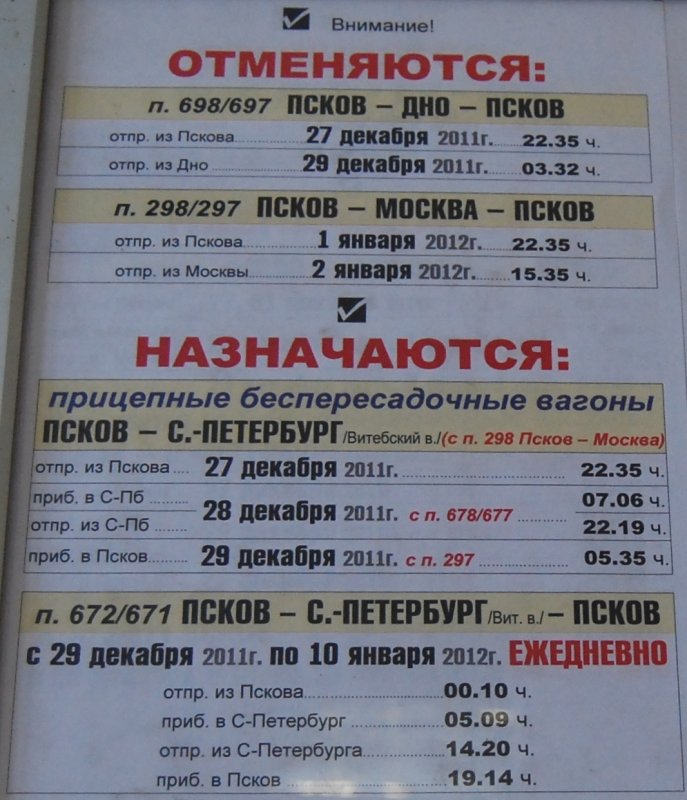 Внимание!
ОТМЕНЯЮТСЯ:
п. 698/697 ПСКОВ – ДНО – ПСКОВ
отпр. из Пскова 27 декабря 2011г. 22.35 ч.
отпр. из Дно 29 декабря 2011г. 03.32 ч.
п. 298/297 ПСКОВ – МОСКВА – ПСКОВ
отпр. из Пскова 1 января 2012г. 22.35 ч.
отпр. из Москвы 2 января 2012г. 15.35 ч.
НАЗНАЧАЮТСЯ:
прицепные беспересадочные вагоны
ПСКОВ – С.-ПЕТЕРБУРГ /Витебский в./ (с п. 298 Псков – Москва)
отпр. из Пскова 27 декабря 2011г. 22.35 ч.
приб. в С-Пб 07.06 ч.
28 декабря 2011г. с п. 678/677
отпр. из С-Пб 22.19 ч.
приб. в Псков 29 декабря 2011г. с п. 297 05.35 ч.
п. 672/671 ПСКОВ – С.-ПЕТЕРБУРГ /Вит. в./ – ПСКОВ
с 29 декабря 2011г. по 10 января 2012г. ЕЖЕДНЕВНО
отпр. из Пскова 00.10 ч.
приб. в С-Петербург 05.09 ч.
отпр. из С-Петербурга 14.20 ч.
приб. в Псков 19.14 ч.